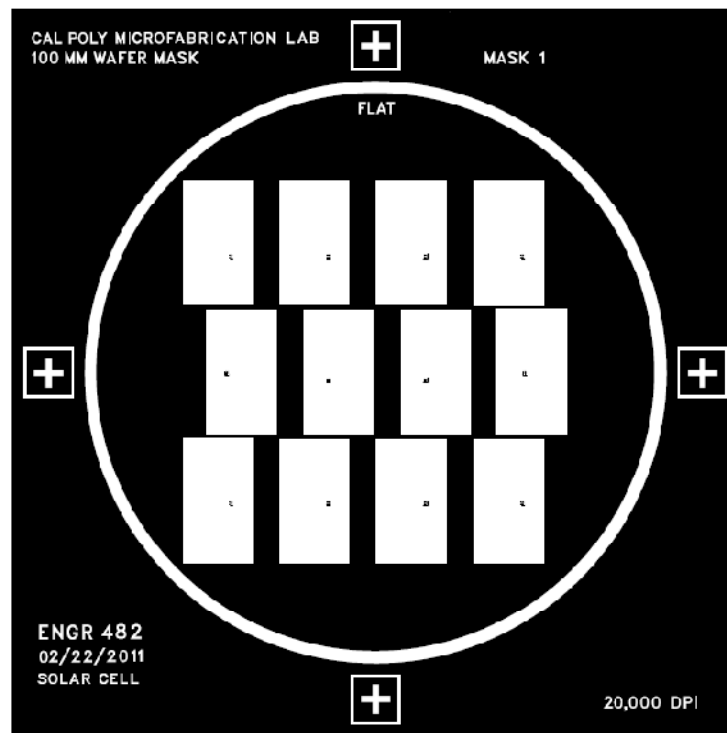 CAL POLY MICROFABRICATION LAB
100 MM WAFER MASK
MASK 1
FLAT
ENGR 482
02/22/2011
SOLAR CELL
20,000 DPI